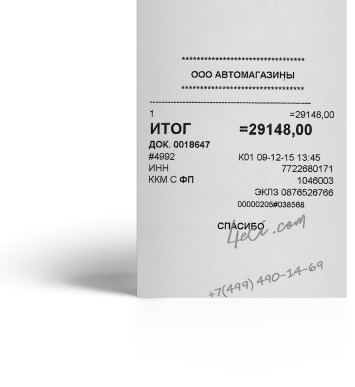 ********************************
ООО АВТОМАГАЗИНЫ
********************************
--------------------------------------------------
1 =29148,00
ИТОГ =29148,00
ДОК. 0018647
#4992 К01 09-12-15 13:45
ИНН 7722680171
ККМ С ФП 1046003
ЭКЛЗ 0876526766
00000205#038568
СПАСИБО
4eki.com
+7(499) 490-14-69